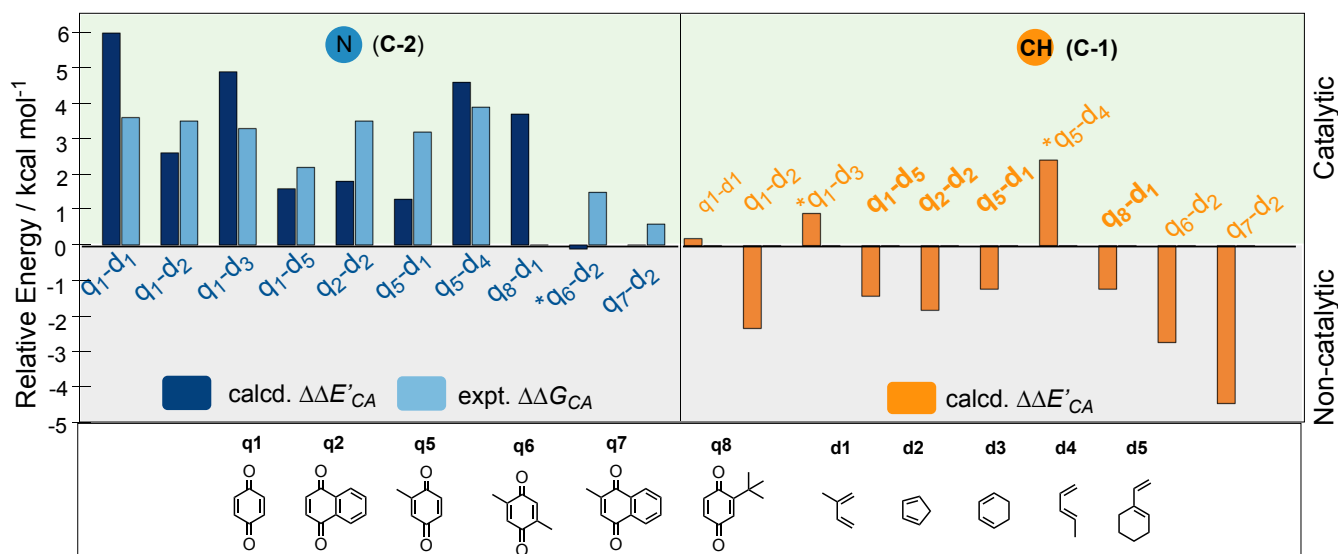 N (C-2)
CH (C-1)
Relative Energy / kcal mol⁻¹
6
5
4
3
2
1
0
-1
-2
-3
-4
-5
q₁-d₁
q₁-d₂
q₁-d₃
q₁-d₅
q₂-d₂
q₅-d₁
q₅-d₄
q₈-d₁
*q₆-d₂
q₇-d₂
q₁-d₁
q₁-d₂
*q₁-d₃
q₁-d₅
q₂-d₂
q₅-d₁
*q₅-d₄
q₈-d₁
q₆-d₂
q₇-d₂
Catalytic
Non-catalytic
calcd. ΔΔE'CA
expt. ΔΔGCA
calcd. ΔΔE'CA
q1 q2 q5 q6 q7 q8 d1 d2 d3 d4 d5
O O O O O O
O O O O O O